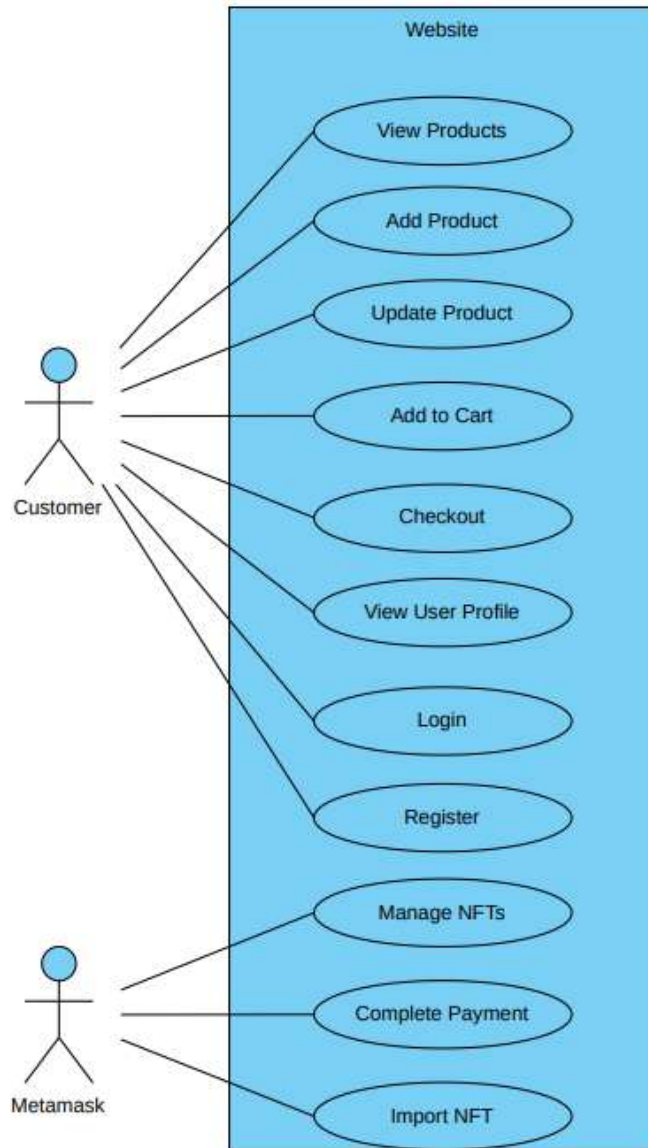 Website
View Products
Add Product
Update Product
Add to Cart
Customer
Checkout
View User Profile
Login
Register
Manage NFTs
Complete Payment
Metamask
Import NFT